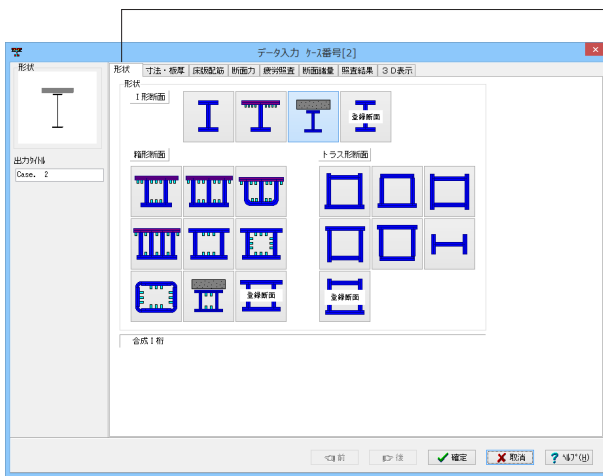 データ入力 ケース番号[2]
形状
出力タイトル
Case. 2
形状 寸法・板厚 床版配筋 断面力 疲労照査 断面諸量 照査結果 3D表示
形状
I形断面
登録断面
箱形断面
トラス形断面
登録断面
登録断面
合成I桁
前 後 確定 取消 ヘルプ(H)